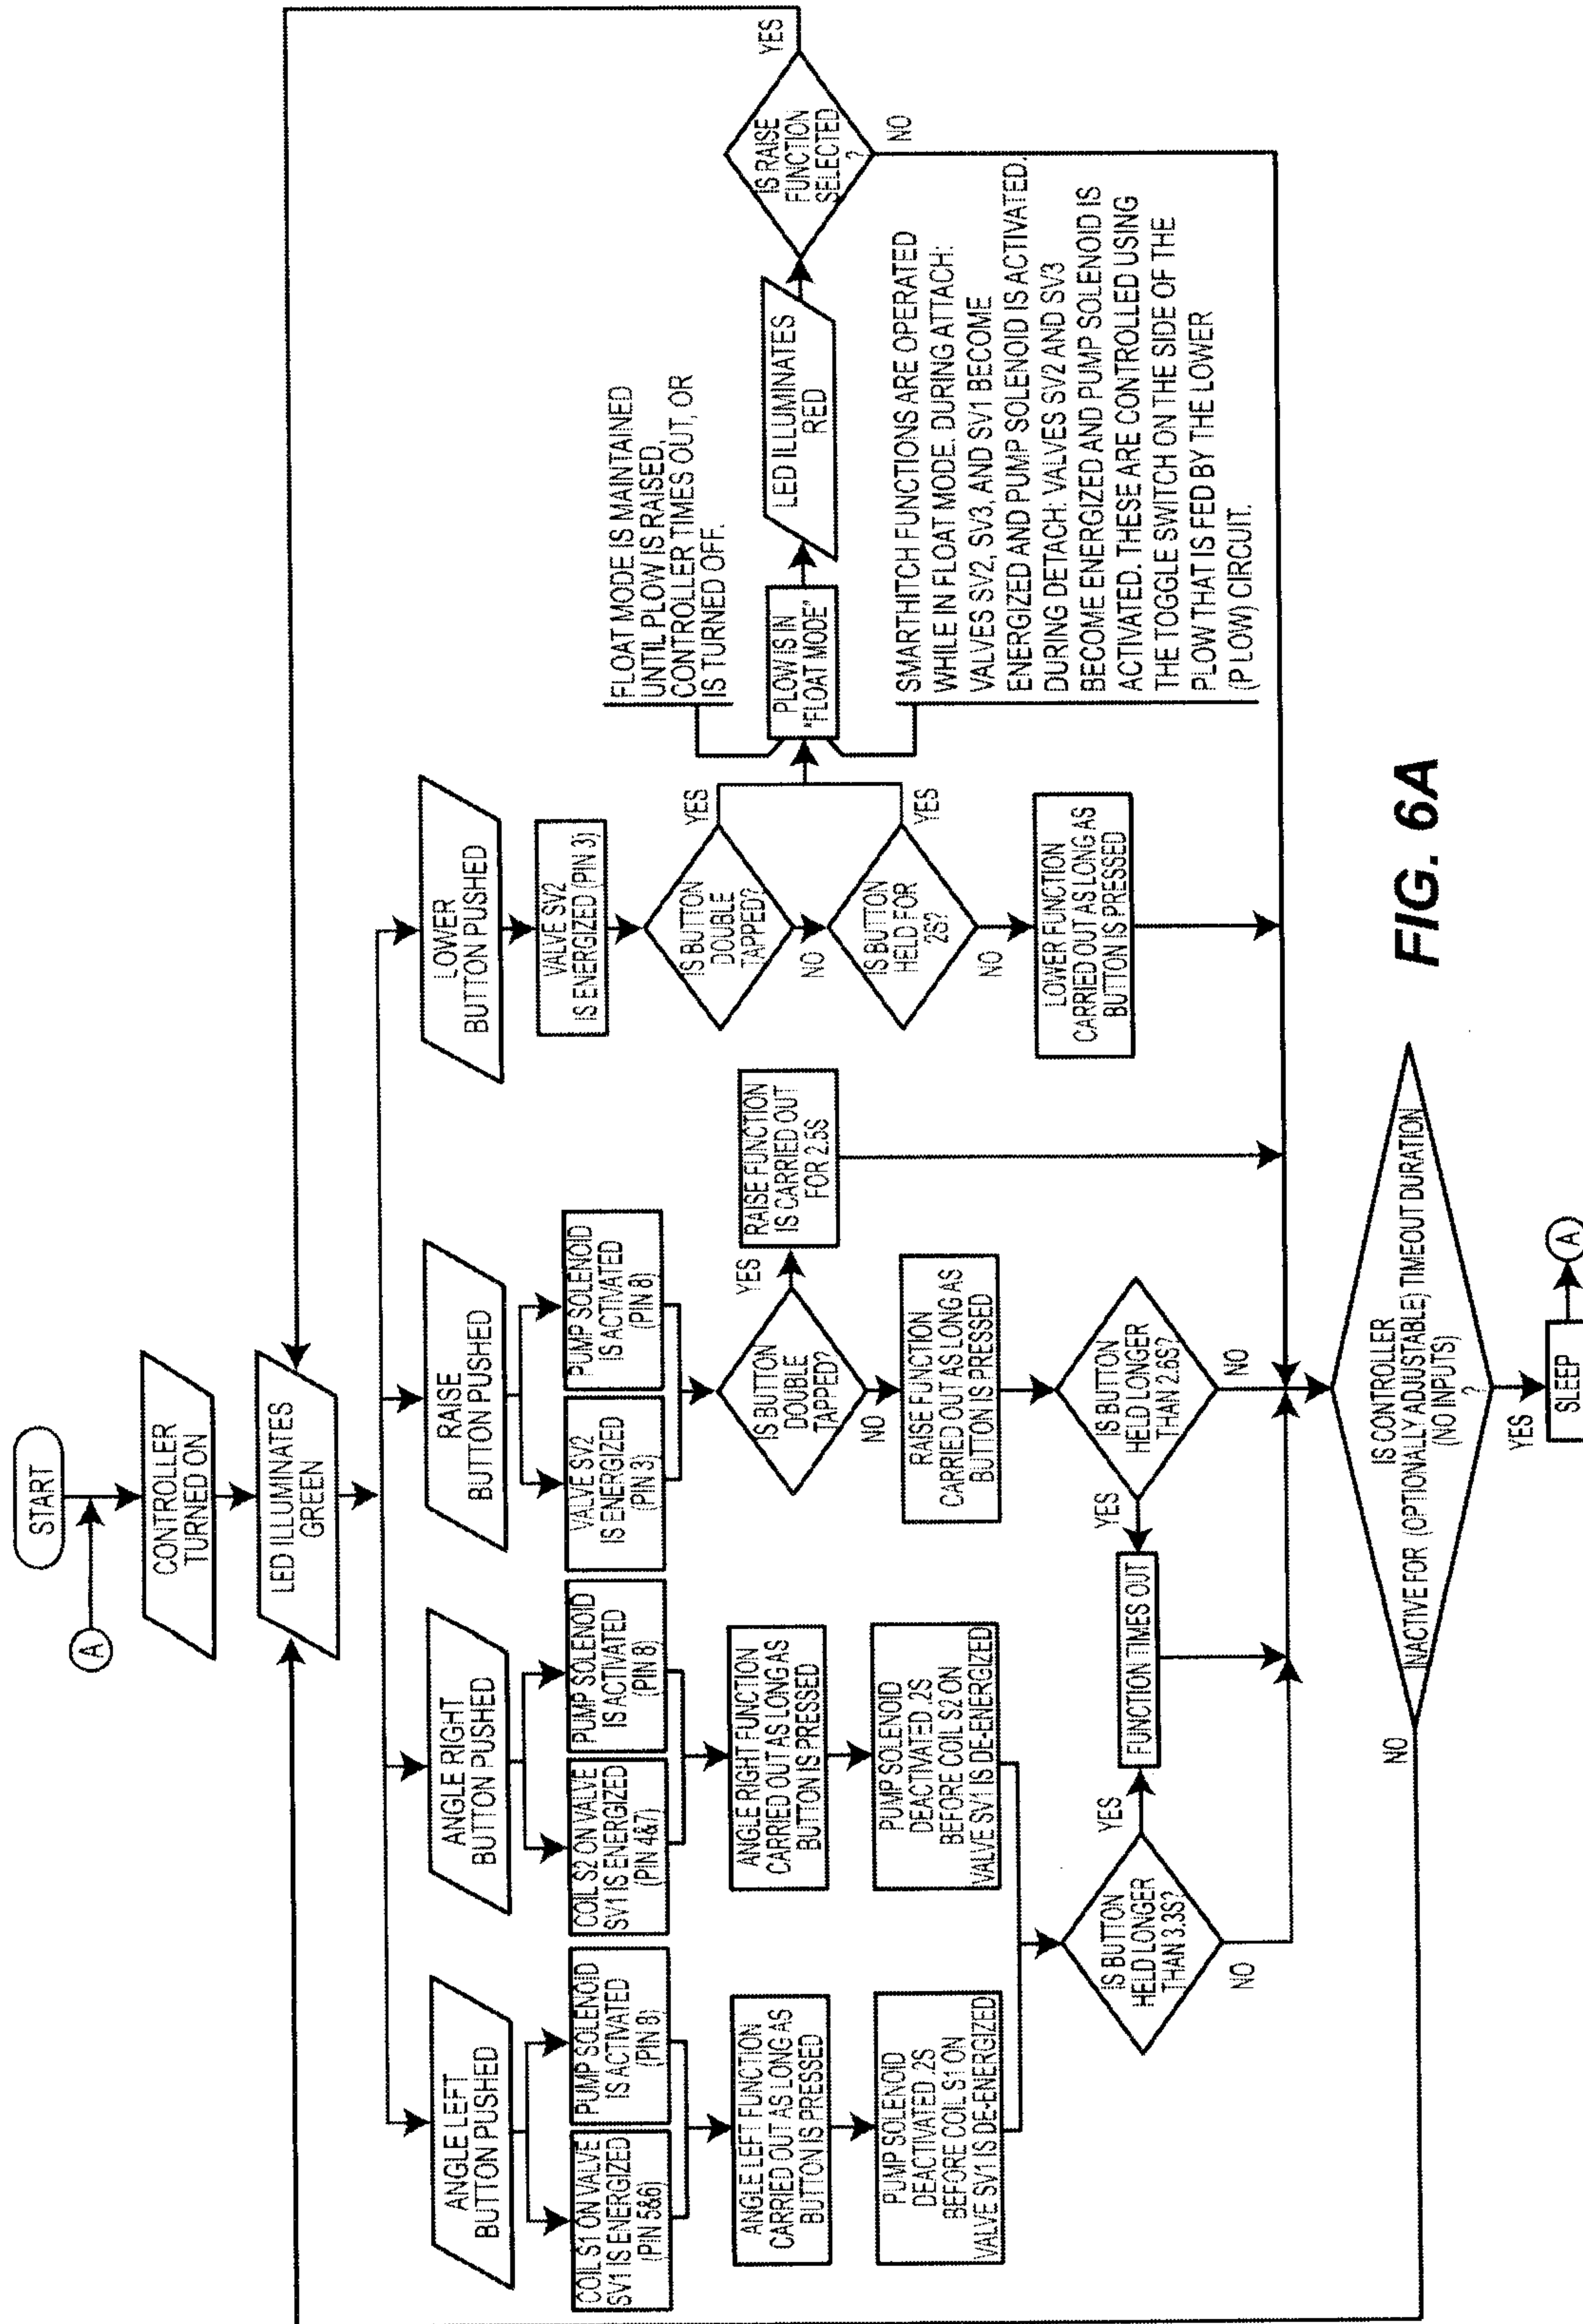 START
A
CONTROLLER
TURNED ON
LED ILLUMINATES
GREEN
ANGLE LEFT
BUTTON PUSHED
COIL S1 ON VALVE
SV1 IS ENERGIZED
(PIN 5&6)
PUMP SOLENOID
IS ACTIVATED
(PIN 8)
ANGLE LEFT FUNCTION
CARRIED OUT AS LONG AS
BUTTON IS PRESSED
PUMP SOLENOID
DEACTIVATED .2S
BEFORE COIL S1 ON
VALVE SV1 IS DE-ENERGIZED
ANGLE RIGHT
BUTTON PUSHED
COIL S2 ON VALVE
SV1 IS ENERGIZED
(PIN 4&7)
PUMP SOLENOID
IS ACTIVATED
(PIN 8)
ANGLE RIGHT FUNCTION
CARRIED OUT AS LONG AS
BUTTON IS PRESSED
PUMP SOLENOID
DEACTIVATED .2S
BEFORE COIL S2 ON
VALVE SV1 IS DE-ENERGIZED
IS BUTTON
HELD LONGER
THAN 3.3S?
YES
NO
FUNCTION TIMES OUT
RAISE
BUTTON PUSHED
VALVE SV2
IS ENERGIZED
(PIN 3)
PUMP SOLENOID
IS ACTIVATED
(PIN 8)
IS BUTTON
DOUBLE
TAPPED?
YES
NO
RAISE FUNCTION
IS CARRIED OUT
FOR 2.5S
RAISE FUNCTION
CARRIED OUT AS LONG AS
BUTTON IS PRESSED
IS BUTTON
HELD LONGER
THAN 2.6S?
YES
NO
LOWER
BUTTON PUSHED
VALVE SV2
IS ENERGIZED (PIN 3)
IS BUTTON
DOUBLE
TAPPED?
YES
NO
IS BUTTON
HELD FOR
2S?
YES
NO
LOWER FUNCTION
CARRIED OUT AS LONG AS
BUTTON IS PRESSED
FLOAT MODE IS MAINTAINED
UNTIL PLOW IS RAISED,
CONTROLLER TIMES OUT, OR
IS TURNED OFF.
PLOW IS IN
"FLOAT MODE"
LED ILLUMINATES
RED
IS RAISE
FUNCTION
SELECTED
?
YES
NO
SMARTHITCH FUNCTIONS ARE OPERATED
WHILE IN FLOAT MODE. DURING ATTACH:
VALVES SV2, SV3, AND SV1 BECOME
ENERGIZED AND PUMP SOLENOID IS ACTIVATED.
DURING DETACH: VALVES SV2 AND SV3
BECOME ENERGIZED AND PUMP SOLENOID IS
ACTIVATED. THESE ARE CONTROLLED USING
THE TOGGLE SWITCH ON THE SIDE OF THE
PLOW THAT IS FED BY THE LOWER
(PLOW) CIRCUIT.
IS CONTROLLER
INACTIVE FOR (OPTIONALLY ADJUSTABLE) TIMEOUT DURATION
(NO INPUTS)
?
NO
YES
SLEEP
A
FIG. 6A